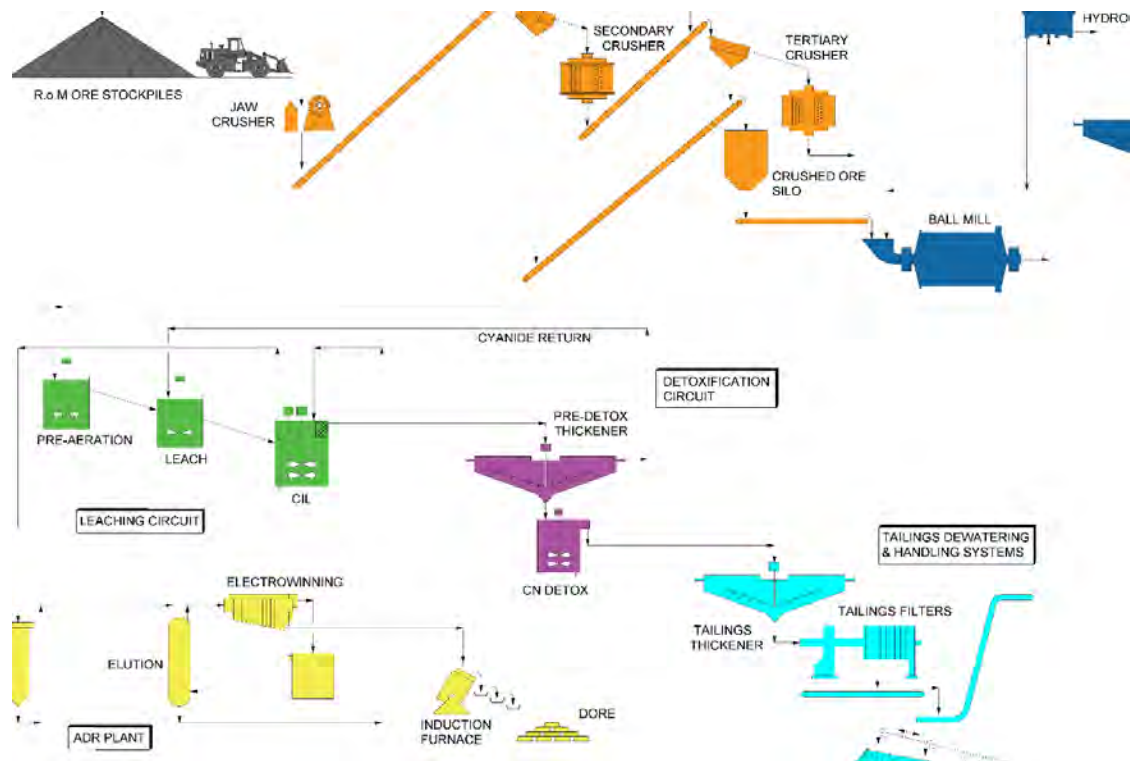 HYDRO
SECONDARY
CRUSHER
TERTIARY
CRUSHER
R.o.M ORE STOCKPILES
JAW
CRUSHER
CRUSHED ORE
SILO
BALL MILL
CYANIDE RETURN
DETOXIFICATION
CIRCUIT
PRE-DETOX
THICKENER
PRE-AERATION
LEACH
CIL
LEACHING CIRCUIT
TAILINGS DEWATERING
& HANDLING SYSTEMS
CN DETOX
ELECTROWINNING
TAILINGS FILTERS
TAILINGS
THICKENER
ELUTION
INDUCTION
FURNACE
DORE
ADR PLANT